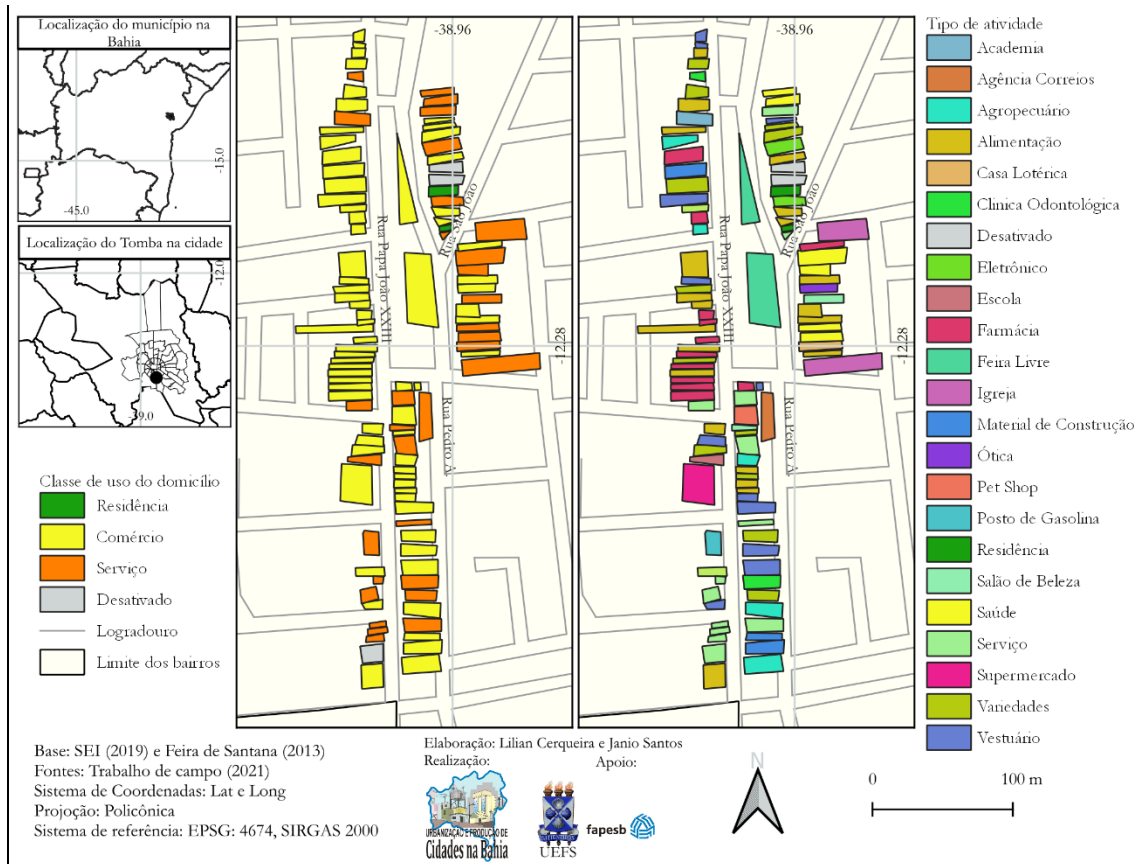 Localização do município na
Bahia
-15.0
-45.0
Localização do Tomba na cidade
-12.0
-39.0
Classe de uso do domicílio
Residência
Comércio
Serviço
Desativado
Logradouro
Limite dos bairros
-38.96
Rua São João
Rua Papa João XXIII
-12.28
Rua Pedro A
-38.96
Rua São João
Rua Papa João XXIII
-12.28
Rua Pedro A
Tipo de atividade
Academia
Agência Correios
Agropecuário
Alimentação
Casa Lotérica
Clinica Odontológica
Desativado
Eletrônico
Escola
Farmácia
Feira Livre
Igreja
Material de Construção
Ótica
Pet Shop
Posto de Gasolina
Residência
Salão de Beleza
Saúde
Serviço
Supermercado
Variedades
Vestuário
Base: SEI (2019) e Feira de Santana (2013)
Fontes: Trabalho de campo (2021)
Sistema de Coordenadas: Lat e Long
Projeção: Policônica
Sistema de referência: EPSG: 4674, SIRGAS 2000
Elaboração: Lilian Cerqueira e Janio Santos
Realização:
Apoio:
URBANIZAÇÃO E PRODUÇÃO DE
Cidades na Bahia
UEFS
fapesb
N
0
100 m